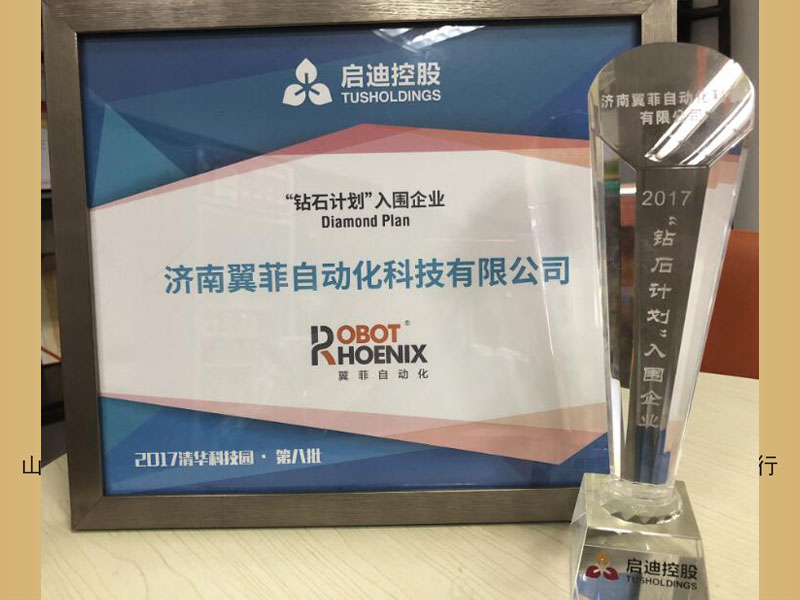 启迪控股
TUSHOLDINGS
“钻石计划”入围企业
Diamond Plan
济南翼菲自动化科技有限公司
ROBOT®
PHOENIX
翼菲自动化
2017清华科技园·第八批
济南翼菲自动化科技
有限公司
2017
“钻石计划”入围企业
启迪控股
TUSHOLDINGS
山
行